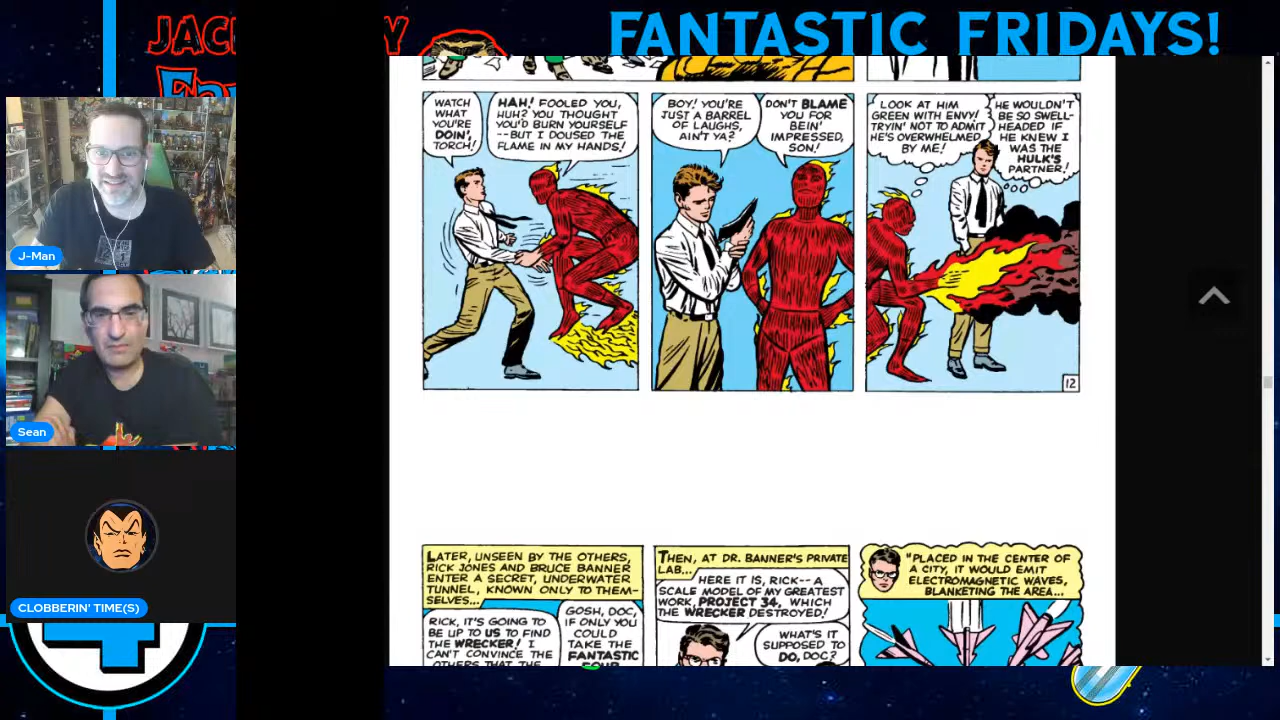 JAC
Y
FANTASTIC FRIDAYS!
J-Man
Sean
CLOBBERIN' TIME(S)
WATCH
WHAT
YOU'RE
DOIN',
TORCH!
HAH! FOOLED YOU,
HUH? YOU THOUGHT
YOU'D BURN YOURSELF
--BUT I DOUSED THE
FLAME IN MY HANDS!
BOY! YOU'RE
JUST A BARREL
OF LAUGHS,
AIN'T YA?
DON'T BLAME
YOU FOR
BEIN'
IMPRESSED,
SON!
LOOK AT HIM
GREEN WITH ENVY!
TRYIN' NOT TO ADMIT
HE'S OVERWHELMED
BY ME!
HE WOULDN'T
BE SO SWELL-
HEADED IF
HE KNEW I
WAS THE
HULK'S
PARTNER!
12
LATER, UNSEEN BY THE OTHERS,
RICK JONES AND BRUCE BANNER
ENTER A SECRET, UNDERWATER
TUNNEL, KNOWN ONLY TO THEM-
SELVES...
RICK, IT'S GOING TO
BE UP TO US TO FIND
THE WRECKER! I
CAN'T CONVINCE THE
OTHERS THAT THE
GOSH, DOC,
IF ONLY YOU
COULD
TAKE THE
FANTASTIC
FOUR
THEN, AT DR. BANNER'S PRIVATE
LAB...
HERE IT IS, RICK--A
SCALE MODEL OF MY GREATEST
WORK, PROJECT 34, WHICH
THE WRECKER DESTROYED!
WHAT'S IT
SUPPOSED TO
DO, DOC?
"PLACED IN THE CENTER OF
A CITY, IT WOULD EMIT
ELECTROMAGNETIC WAVES,
BLANKETING THE AREA...